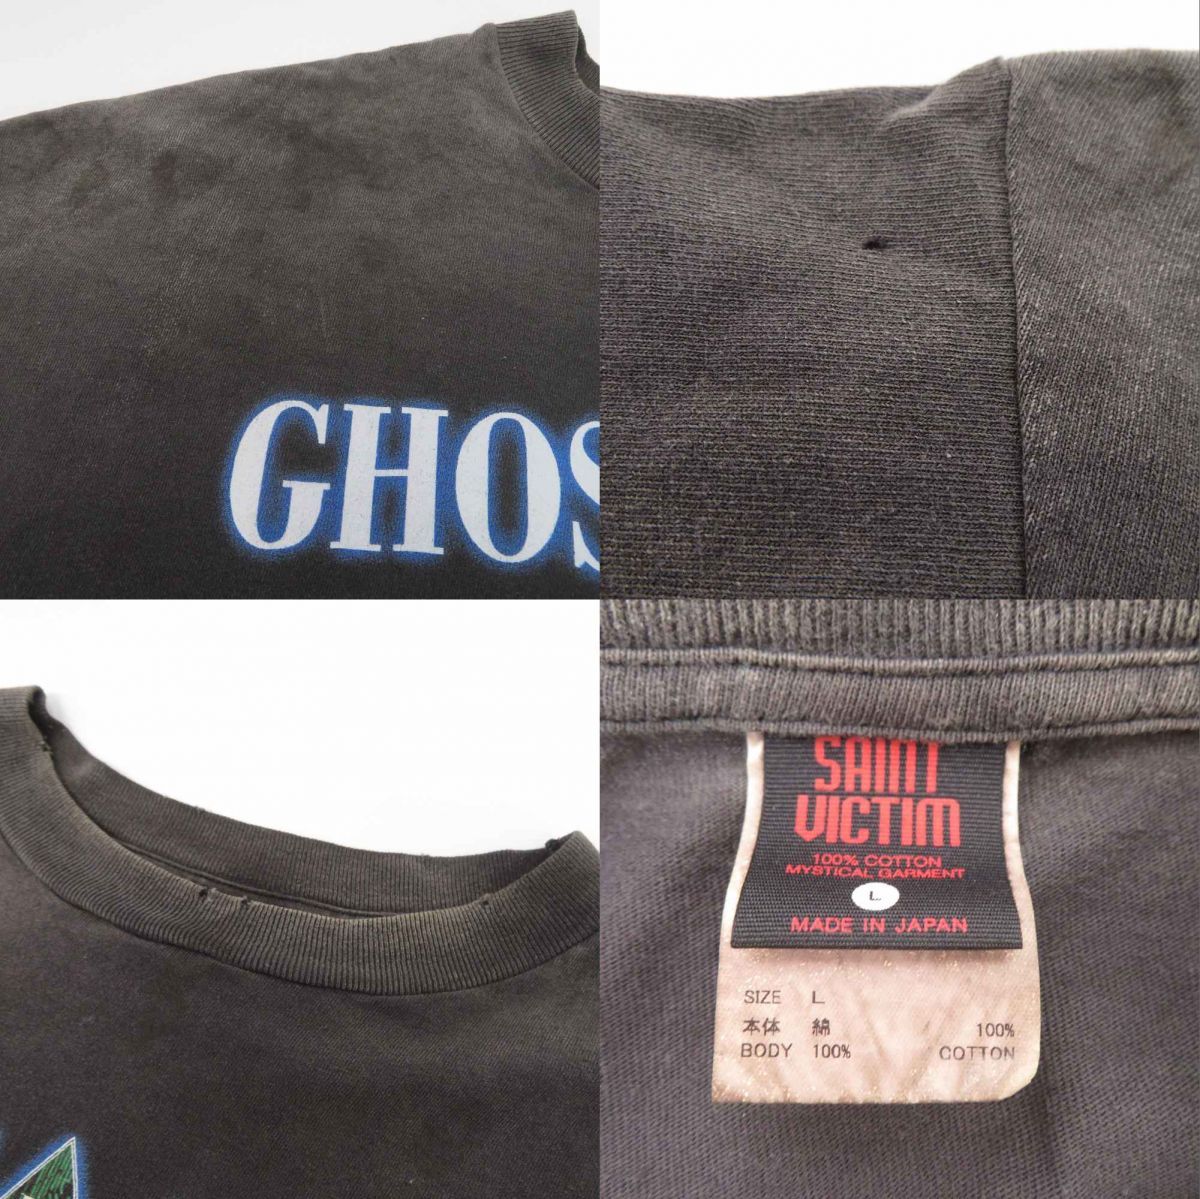 GHOS
SAINT
VICTIM
100% COTTON
MYSTICAL GARMENT
L
MADE IN JAPAN
SIZE L
本体 綿 100%
BODY 100% COTTON